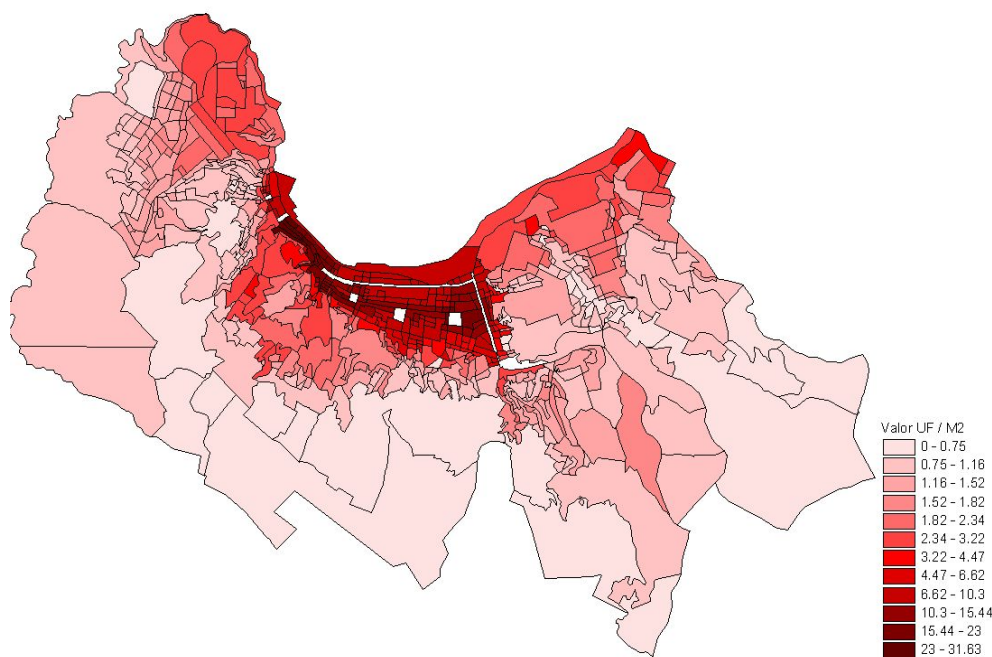 Valor UF / M2
0 - 0.75
0.75 - 1.16
1.16 - 1.52
1.52 - 1.82
1.82 - 2.34
2.34 - 3.22
3.22 - 4.47
4.47 - 6.62
6.62 - 10.3
10.3 - 15.44
15.44 - 23
23 - 31.63